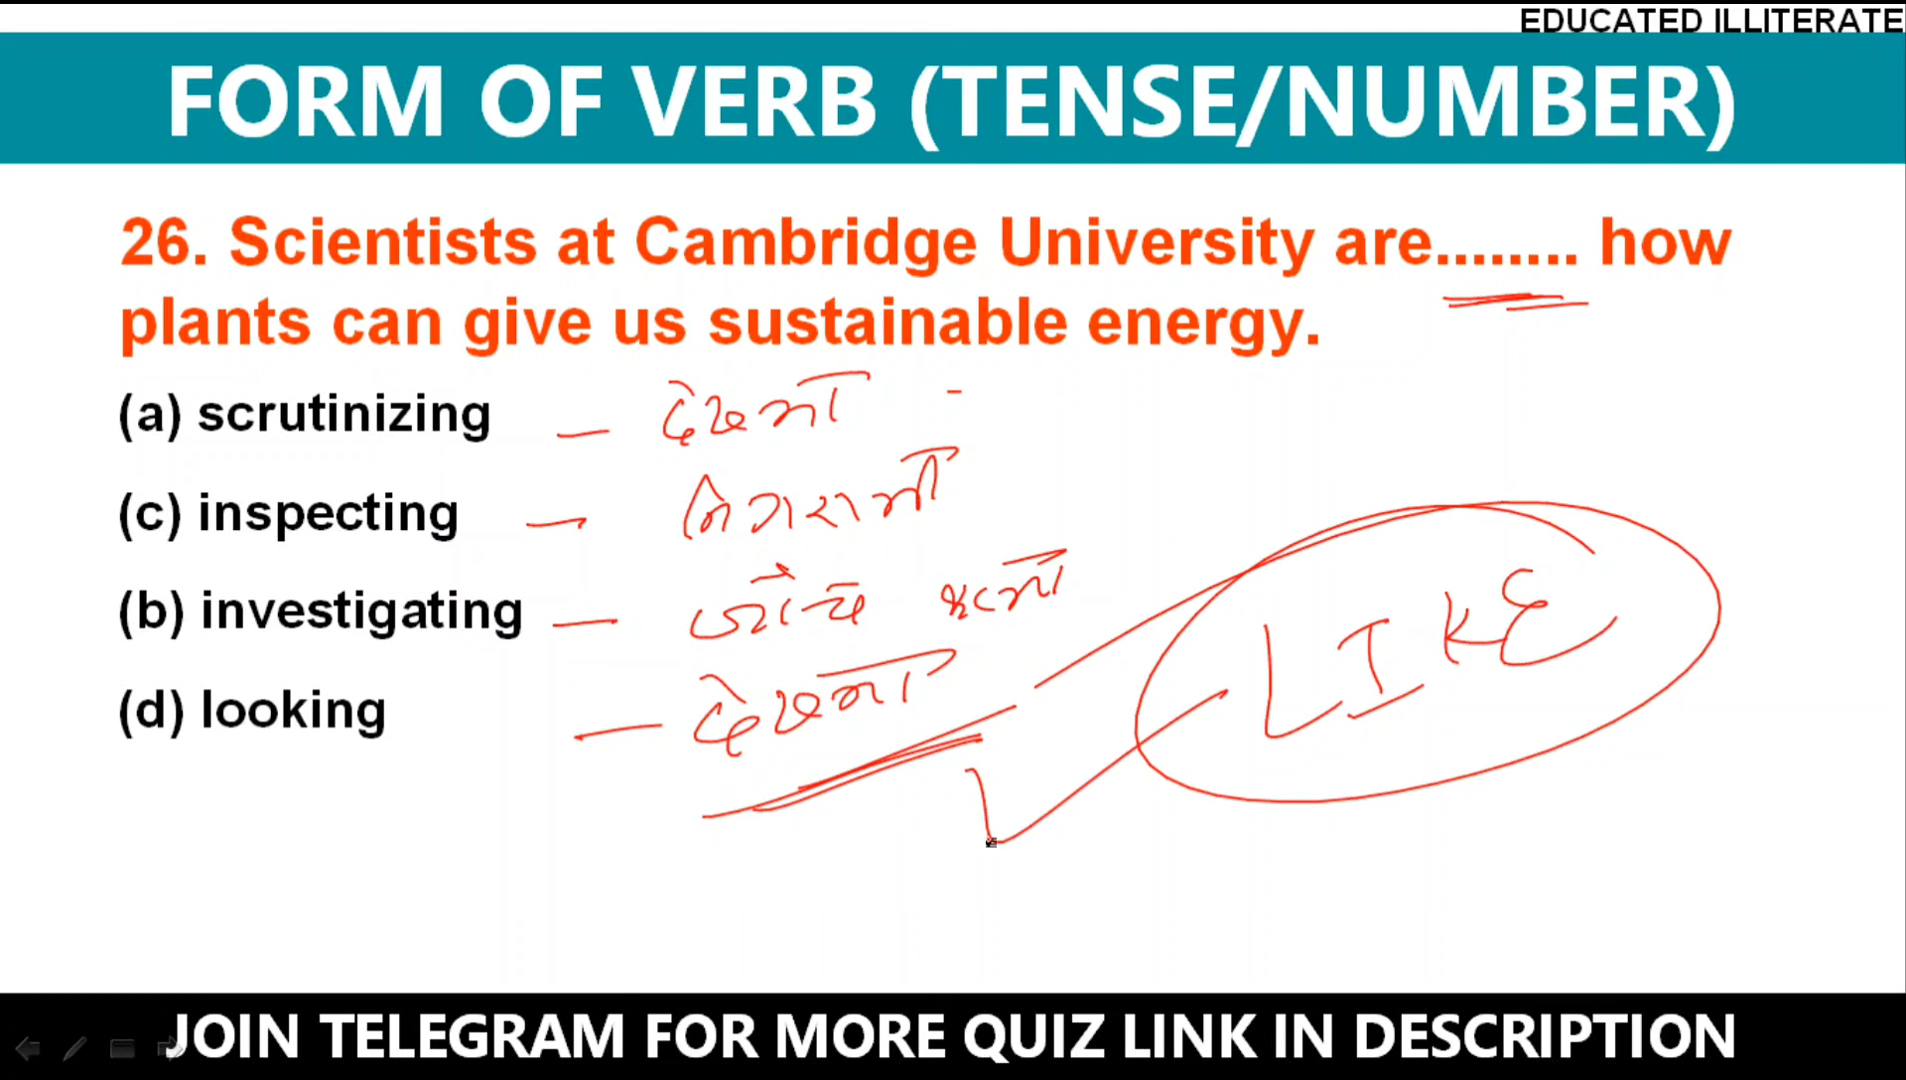 EDUCATED ILLITERATE
FORM OF VERB (TENSE/NUMBER)
26. Scientists at Cambridge University are........ how
plants can give us sustainable energy.
(a) scrutinizing – देखना -
(c) inspecting – निगरानी
(b) investigating – जाँच करना
(d) looking – देखना
LIKE
JOIN TELEGRAM FOR MORE QUIZ LINK IN DESCRIPTION